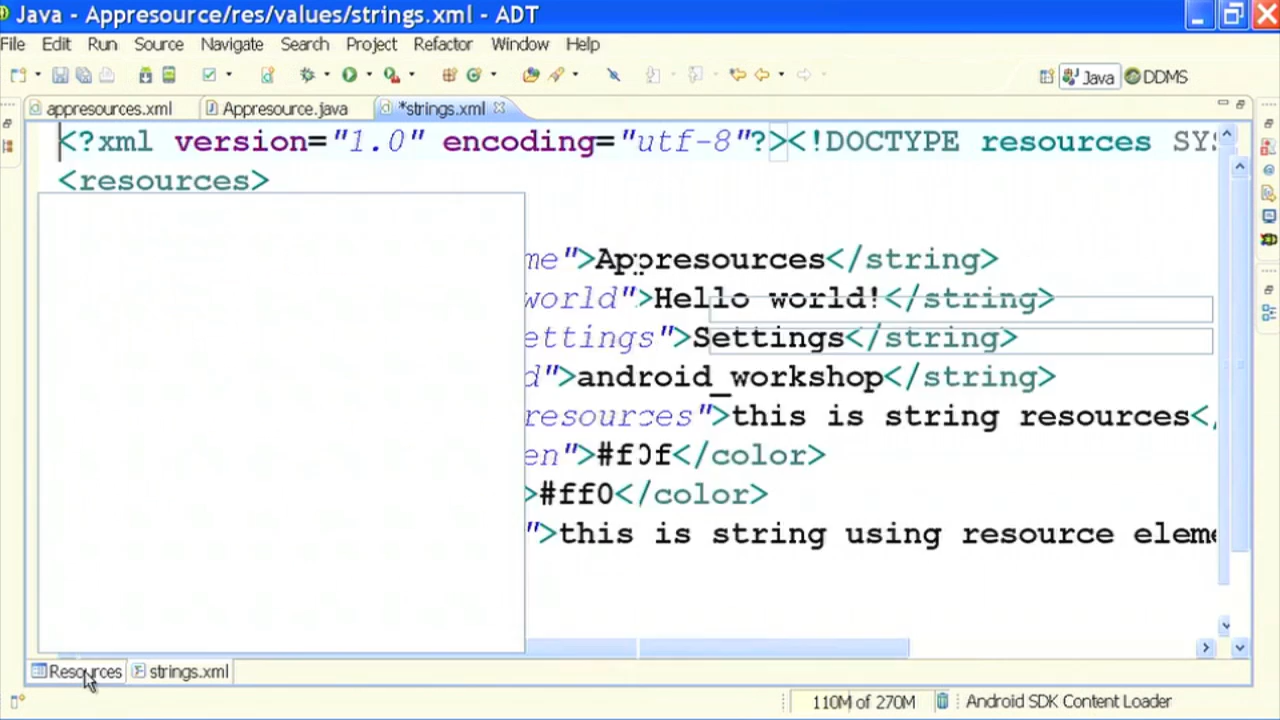 Java - Appresource/res/values/strings.xml - ADT
File Edit Run Source Navigate Search Project Refactor Window Help
Java DDMS
appresources.xml Appresource.java *strings.xml
<?xml version="1.0" encoding="utf-8"?><!DOCTYPE resources SYS
<resources>
me">Appresources</string>
world">Hello world!</string>
ettings">Settings</string>
d">android_workshop</string>
resources">this is string resources</
en">#f0f</color>
>#ff0</color>
">this is string using resource eleme
Resources strings.xml
110M of 270M Android SDK Content Loader